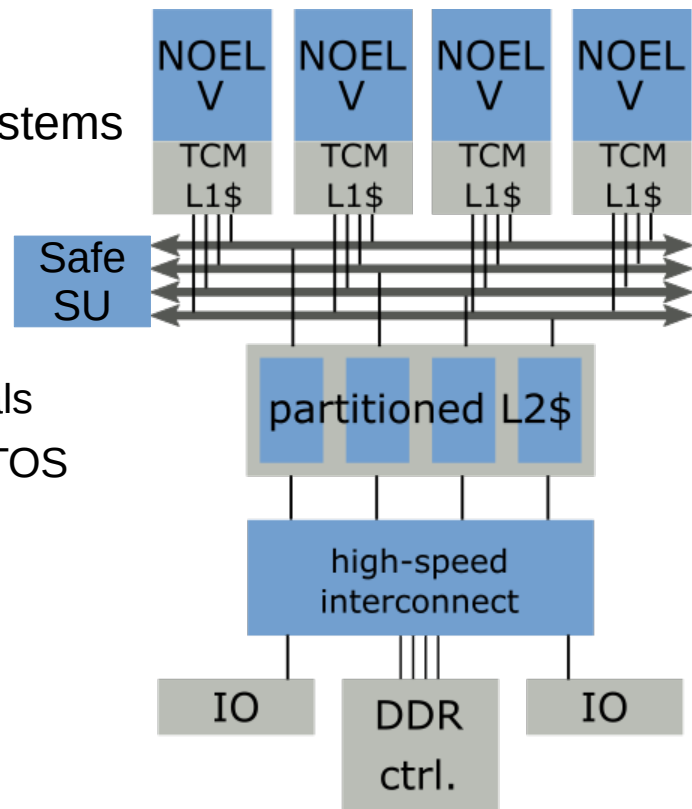 NOEL NOEL NOEL NOEL
V V V V
stems
TCM TCM TCM TCM
L1$ L1$ L1$ L1$
Safe
SU
ls
partitioned L2$
TOS
high-speed
interconnect
IO DDR IO
ctrl.